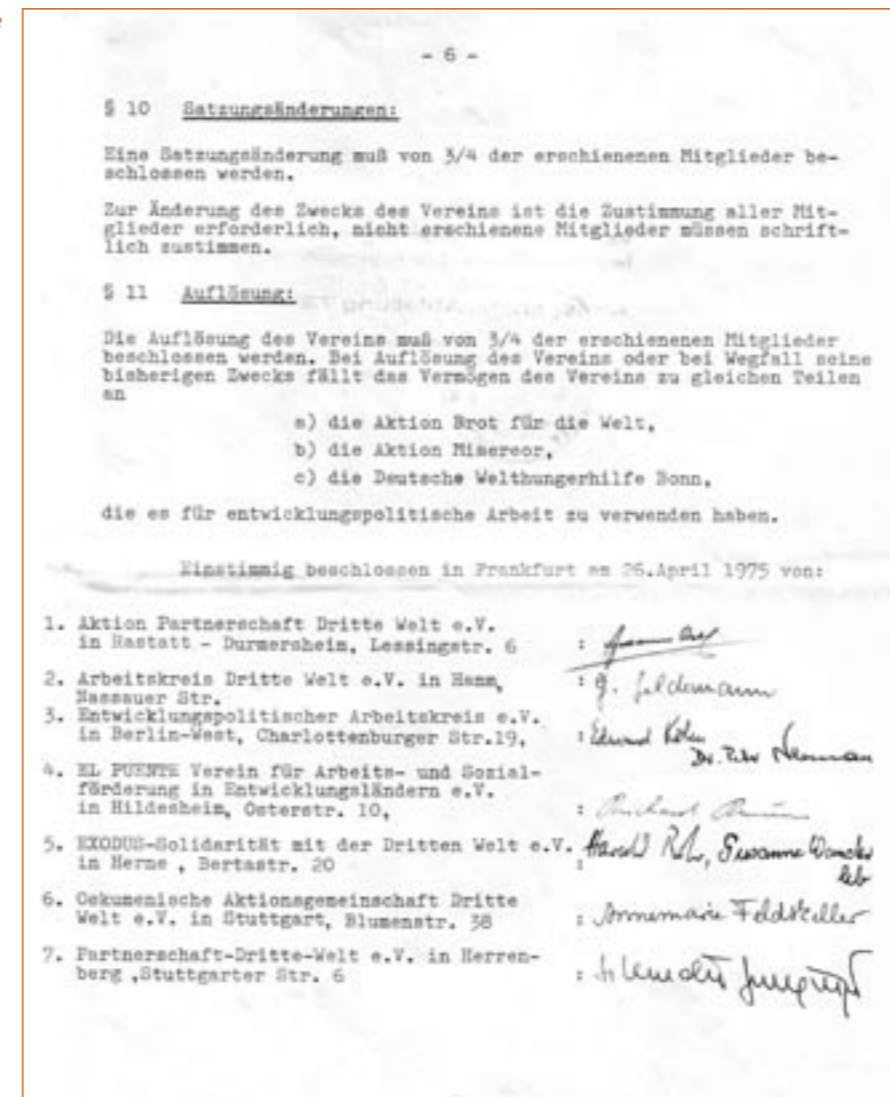 - 6 -
§ 10 Satzungsänderungen:
Eine Satzungsänderung muß von 3/4 der erschienenen Mitglieder be-
schlossen werden.
Zur Änderung des Zwecks des Vereins ist die Zustimmung aller Mit-
glieder erforderlich, nicht erschienene Mitglieder müssen schrift-
lich zustimmen.
§ 11 Auflösung:
Die Auflösung des Vereins muß von 3/4 der erschienenen Mitglieder
beschlossen werden. Bei Auflösung des Vereins oder bei Wegfall seine
bisherigen Zwecks fällt das Vermögen des Vereins zu gleichen Teilen
an
a) die Aktion Brot für die Welt,
b) die Aktion Misereor,
c) die Deutsche Welthungerhilfe Bonn,
die es für entwicklungspolitische Arbeit zu verwenden haben.
Einstimmig beschlossen in Frankfurt am 26.April 1975 von:
1. Aktion Partnerschaft Dritte Welt e.V.
in Rastatt - Durmersheim, Lessingstr. 6 :
2. Arbeitskreis Dritte Welt e.V. in Hamm, : G.
Nassauer Str.
3. Entwicklungspolitischer Arbeitskreis e.V.
in Berlin-West, Charlottenburger Str.19, :
Dr.
4. EL PUENTE Verein für Arbeits- und Sozial-
förderung in Entwicklungsländern e.V.
in Hildesheim, Osterstr. 10, : Richard
5. EXODUS-Solidarität mit der Dritten Welt e.V. Harald Susanne
in Herne , Bertastr. 20 :
6. Oekumenische Aktionsgemeinschaft Dritte
Welt e.V. in Stuttgart, Blumenstr. 38 : Annemarie
7. Partnerschaft-Dritte-Welt e.V. in Herren-
berg ,Stuttgarter Str. 6 :